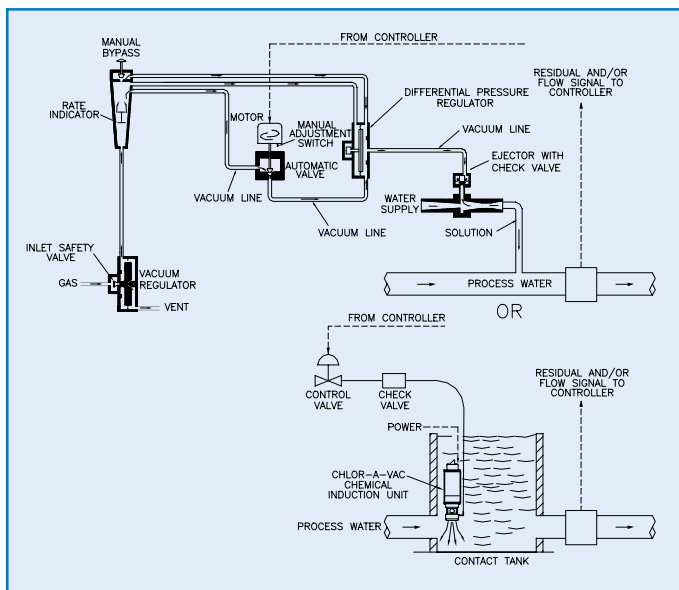 FROM CONTROLLER
MANUAL
BYPASS
RATE
INDICATOR
MOTOR
MANUAL
ADJUSTMENT
SWITCH
AUTOMATIC
VALVE
VACUUM LINE
VACUUM LINE
DIFFERENTIAL PRESSURE
REGULATOR
VACUUM LINE
EJECTOR WITH
CHECK VALVE
WATER
SUPPLY
SOLUTION
RESIDUAL AND/OR
FLOW SIGNAL TO
CONTROLLER
INLET SAFETY
VALVE
VACUUM
REGULATOR
GAS
VENT
PROCESS WATER
OR
FROM CONTROLLER
CONTROL
VALVE
CHECK
VALVE
POWER
RESIDUAL AND/OR
FLOW SIGNAL TO
CONTROLLER
CHLOR-A-VAC
CHEMICAL
INDUCTION UNIT
PROCESS WATER
CONTACT TANK